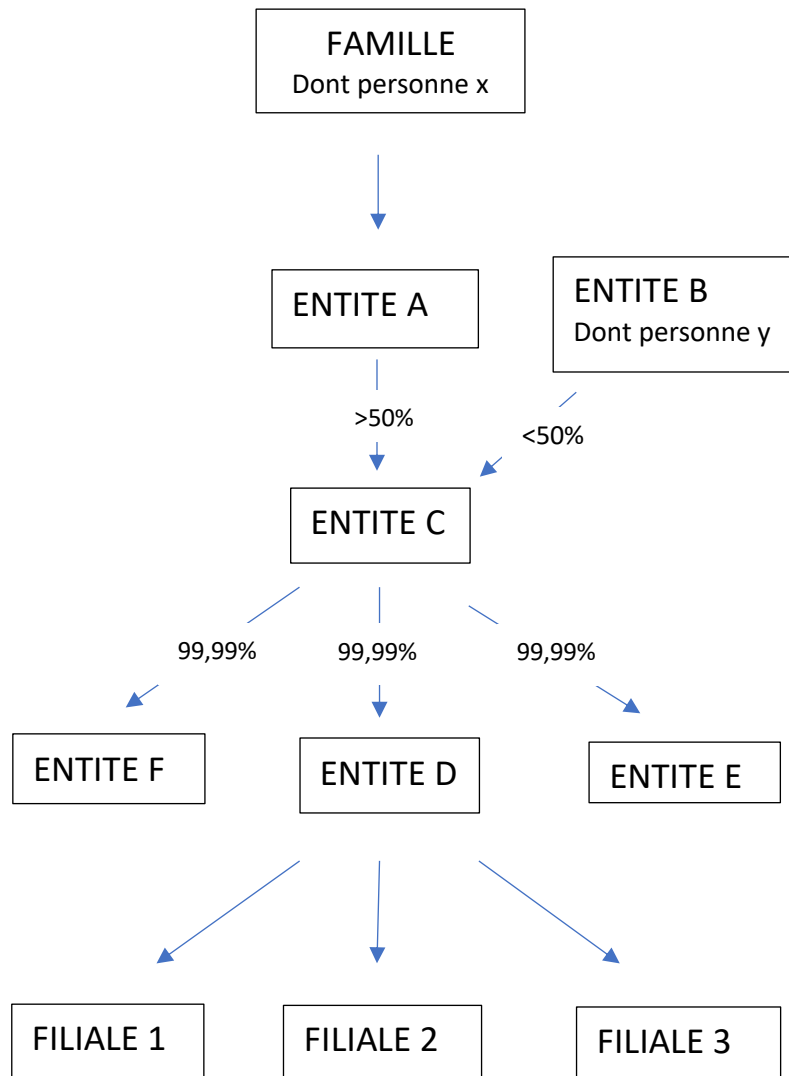 FAMILLE
Dont personne x
ENTITE A
ENTITE B
Dont personne y
>50%
<50%
ENTITE C
99,99%
99,99%
99,99%
ENTITE F
ENTITE D
ENTITE E
FILIALE 1
FILIALE 2
FILIALE 3